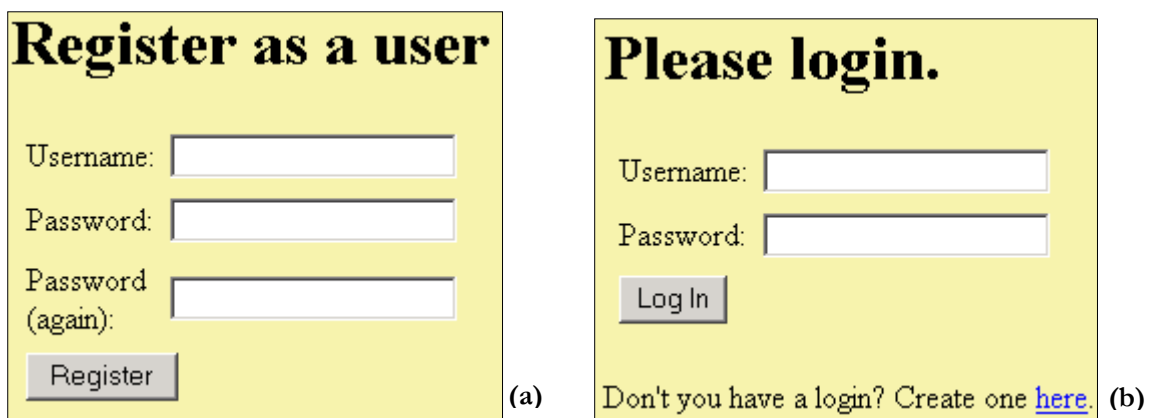 Register as a user
Username:
Password:
Password
(again):
Register
(a)
Please login.
Username:
Password:
Log In
Don't you have a login? Create one here.
(b)